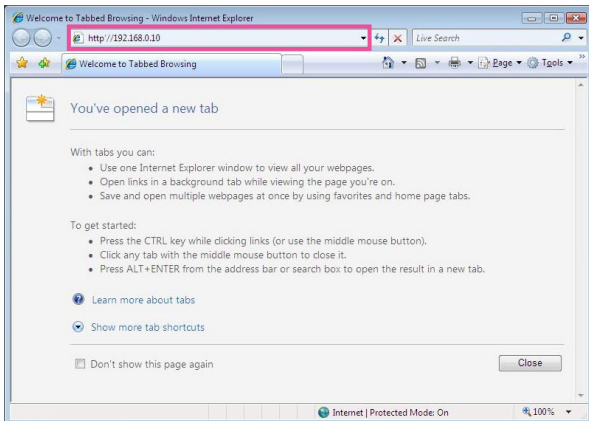 Welcome to Tabbed Browsing - Windows Internet Explorer
http://192.168.0.10
Live Search
Welcome to Tabbed Browsing
Page
Tools
You've opened a new tab
With tabs you can:
Use one Internet Explorer window to view all your webpages.
Open links in a background tab while viewing the page you're on.
Save and open multiple webpages at once by using favorites and home page tabs.
To get started:
Press the CTRL key while clicking links (or use the middle mouse button).
Click any tab with the middle mouse button to close it.
Press ALT+ENTER from the address bar or search box to open the result in a new tab.
Learn more about tabs
Show more tab shortcuts
Don't show this page again
Close
Internet | Protected Mode: On
100%